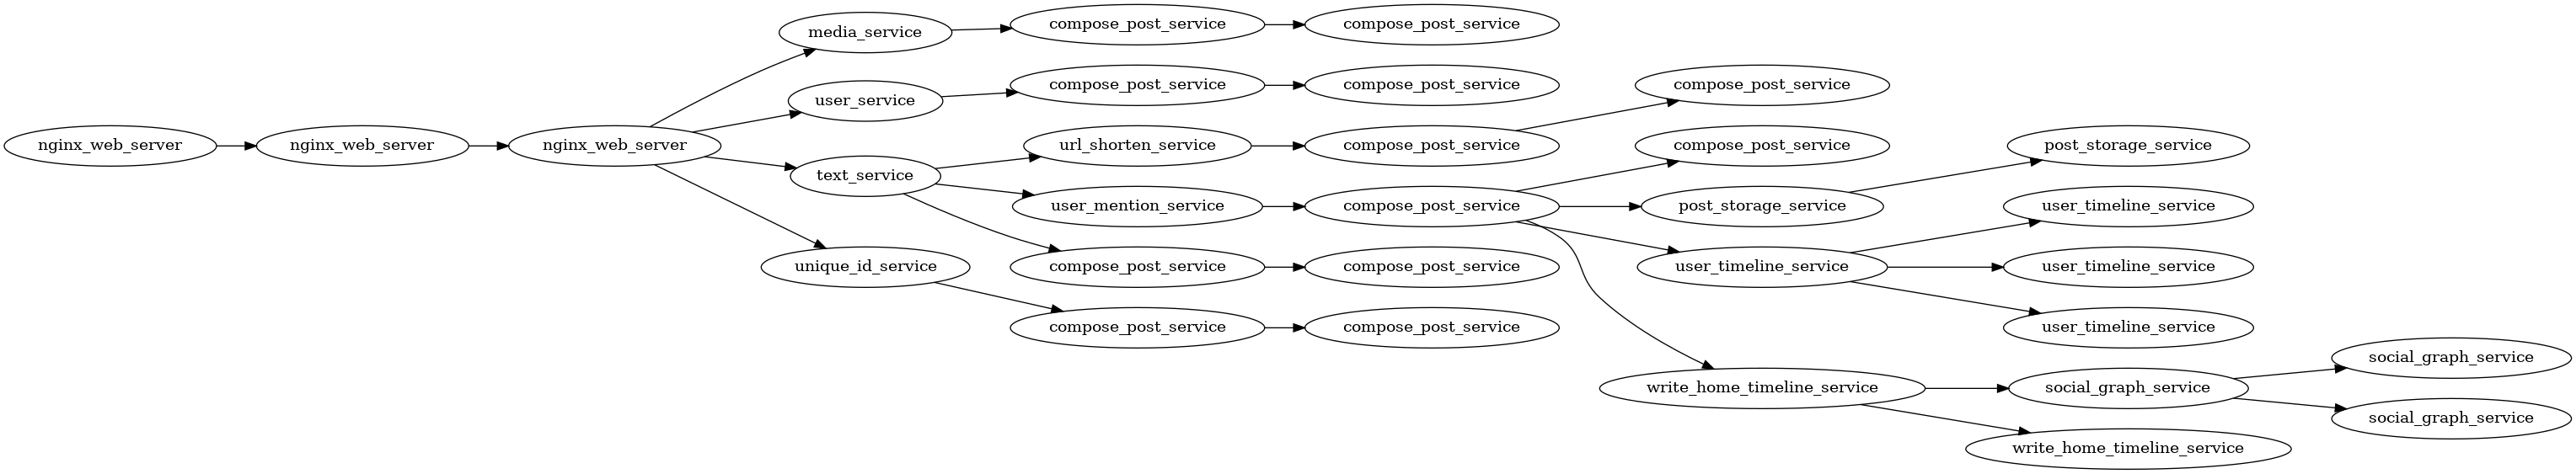 nginx_web_server
nginx_web_server
nginx_web_server
media_service
user_service
text_service
unique_id_service
compose_post_service
compose_post_service
url_shorten_service
user_mention_service
compose_post_service
compose_post_service
compose_post_service
compose_post_service
compose_post_service
compose_post_service
compose_post_service
compose_post_service
compose_post_service
compose_post_service
post_storage_service
user_timeline_service
write_home_timeline_service
post_storage_service
user_timeline_service
user_timeline_service
user_timeline_service
social_graph_service
write_home_timeline_service
social_graph_service
social_graph_service